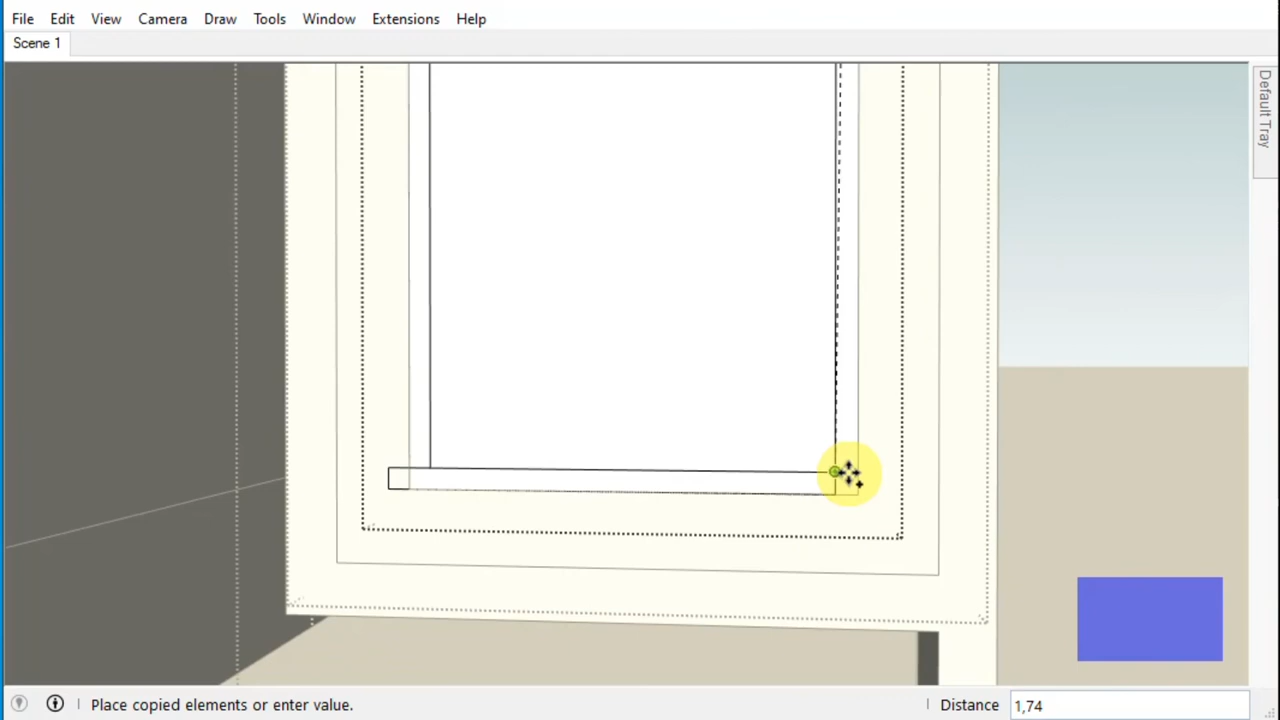 File Edit View Camera Draw Tools Window Extensions Help
Scene 1
Default Tray
Place copied elements or enter value.
Distance 1,74